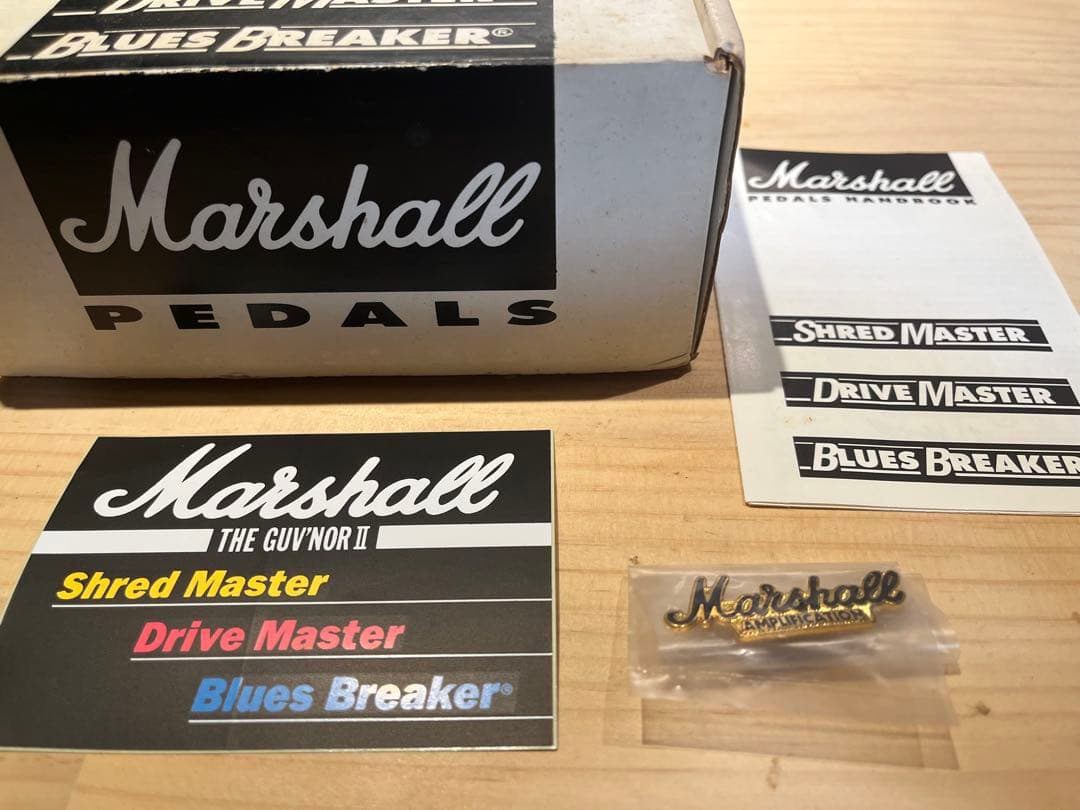 DRIVE MASTER
BLUES BREAKER®
Marshall
PEDALS
Marshall
PEDALS HANDBOOK
SHRED MASTER
DRIVE MASTER
BLUES BREAKER
Marshall
THE GUV'NOR II
Shred Master
Drive Master
Blues Breaker®
Marshall
AMPLIFICATION